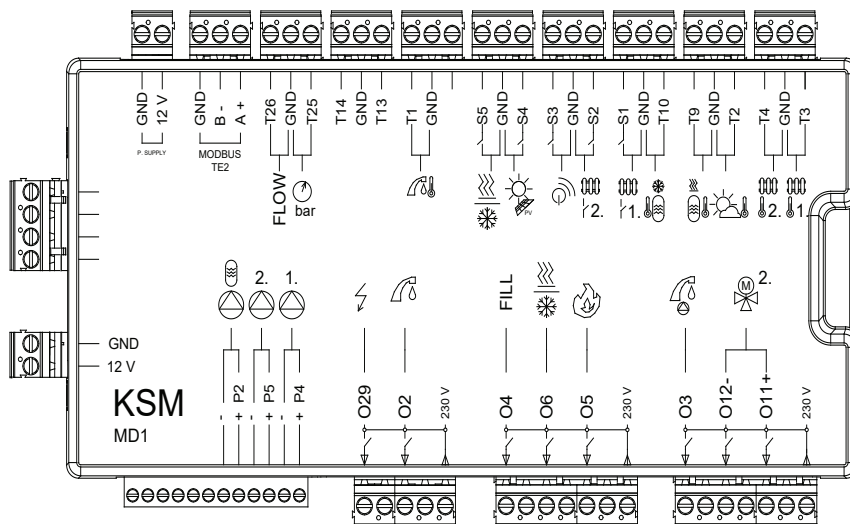 GND
12 V
P. SUPPLY
GND
B -
A +
MODBUS
TE2
T26
GND
T25
FLOW
bar
T14
GND
T13
T1
GND
S5
GND
S4
PV
S3
GND
S2
2.
S1
GND
T10
1.
T9
GND
T2
T4
GND
T3
2.
1.
2.
1.
FILL
M
2.
GND
12 V
KSM
MD1
-
+ P2
-
+ P5
-
+ P4
O29
O2
230 V
O4
O6
O5
230 V
O3
O12-
O11+
230 V